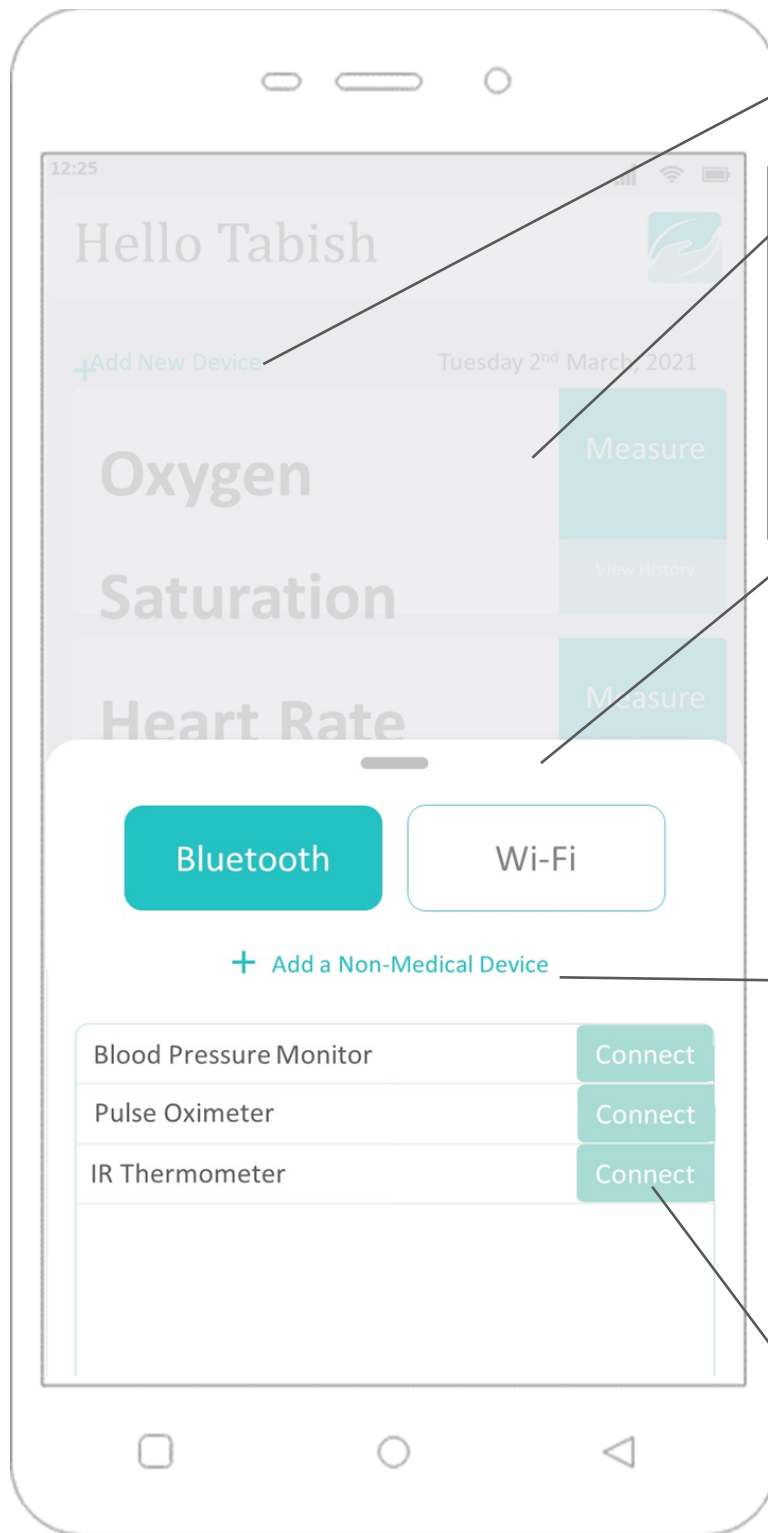 12:25
Hello Tabish
+Add New Device
Tuesday 2nd March, 2021
Oxygen
Saturation
Measure
View History
Heart Rate
Measure
Bluetooth
Wi-Fi
+ Add a Non-Medical Device
Blood Pressure Monitor
Connect
Pulse Oximeter
Connect
IR Thermometer
Connect